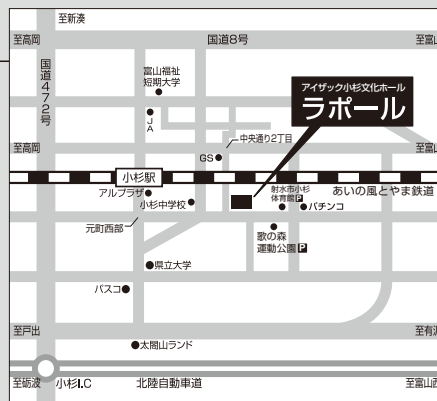 至新湊
至高岡
国道8号
至富山
国道472号
富山福祉
短期大学
JA
アイザック小杉文化ホール
ラポール
中央通り2丁目
至高岡
GS
至富山
小杉駅
あいの風とやま鉄道
アルプラザ
小杉中学校
射水市小杉
体育館P
パチンコ
元町西部
歌の森
運動公園P
県立大学
パスコ
至戸出
至有沢
太閤山ランド
至砺波
小杉I.C
北陸自動車道
至富山西